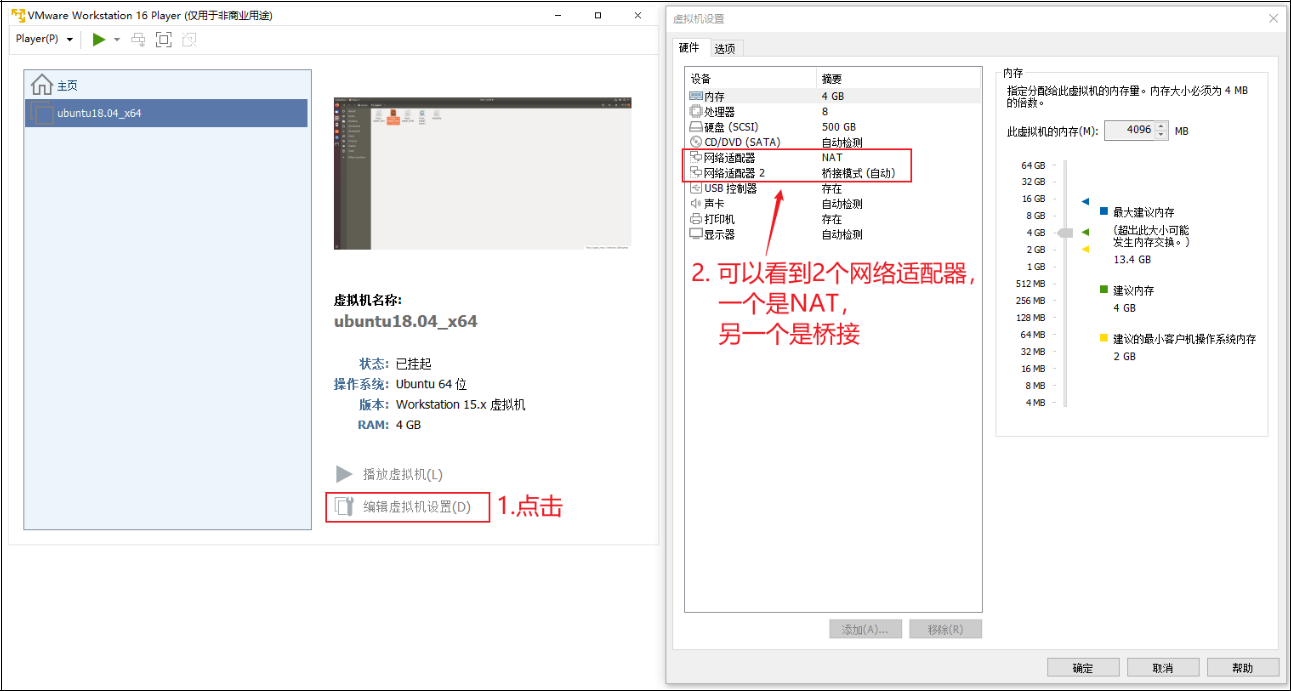 VMware Workstation 16 Player (仅用于非商业用途)
Player(P)
主页
ubuntu18.04_x64
虚拟机名称:
ubuntu18.04_x64
状态: 已挂起
操作系统: Ubuntu 64 位
版本: Workstation 15.x 虚拟机
RAM: 4 GB
播放虚拟机(L)
编辑虚拟机设置(D)
1.点击
虚拟机设置
硬件 选项
设备 摘要
内存 4 GB
处理器 8
硬盘 (SCSI) 500 GB
CD/DVD (SATA) 自动检测
网络适配器 NAT
网络适配器 2 桥接模式 (自动)
USB 控制器 存在
声卡 自动检测
打印机 存在
显示器 自动检测
2. 可以看到2个网络适配器,
一个是NAT,
另一个是桥接
添加(A)... 移除(R)
内存
指定分配给此虚拟机的内存量。内存大小必须为 4 MB
的倍数。
此虚拟机的内存(M): 4096 MB
64 GB
32 GB
16 GB
8 GB
4 GB
2 GB
1 GB
512 MB
256 MB
128 MB
64 MB
32 MB
16 MB
8 MB
4 MB
最大建议内存
(超出此大小可能
发生内存交换。)
13.4 GB
建议内存
4 GB
建议的最小客户机操作系统内存
2 GB
确定 取消 帮助